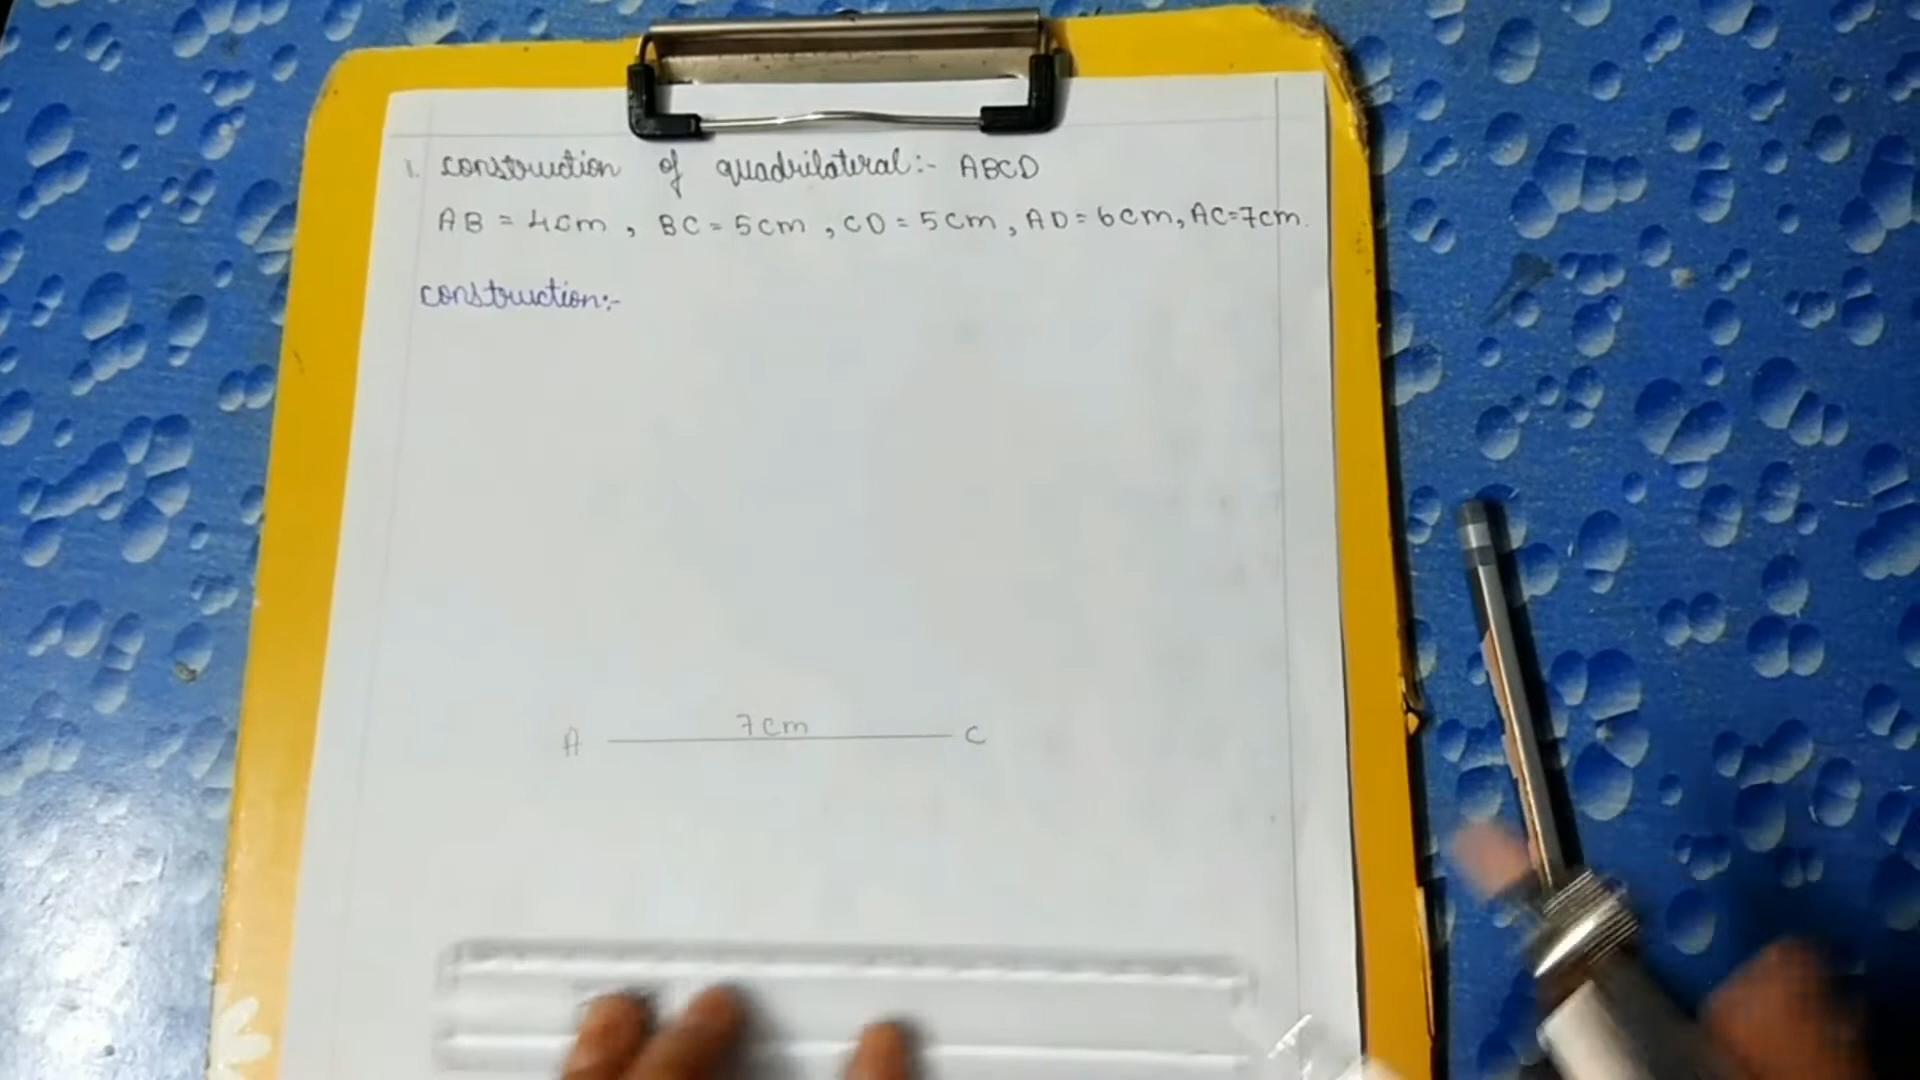 1. construction of quadrilateral:- ABCD
AB = 4cm, BC = 5cm, CD = 5cm, AD = 6cm, AC=7cm.
construction:-
7cm
A C